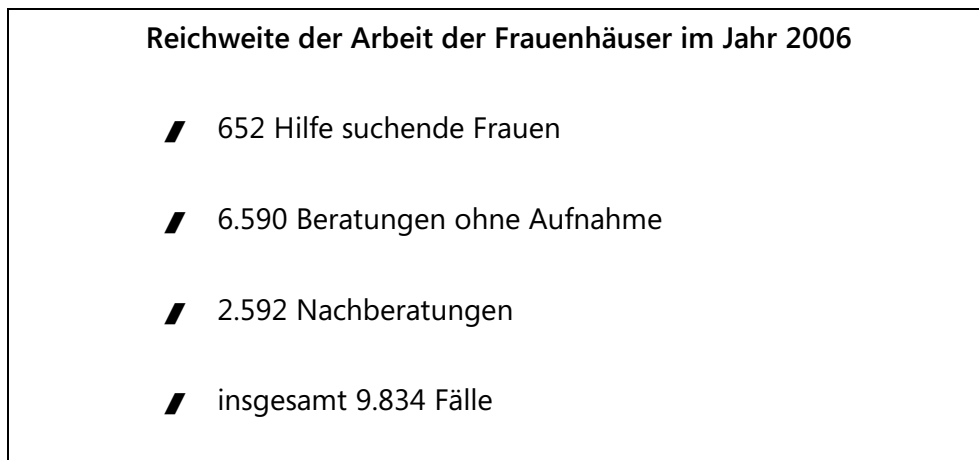 Reichweite der Arbeit der Frauenhäuser im Jahr 2006
652 Hilfe suchende Frauen
6.590 Beratungen ohne Aufnahme
2.592 Nachberatungen
insgesamt 9.834 Fälle